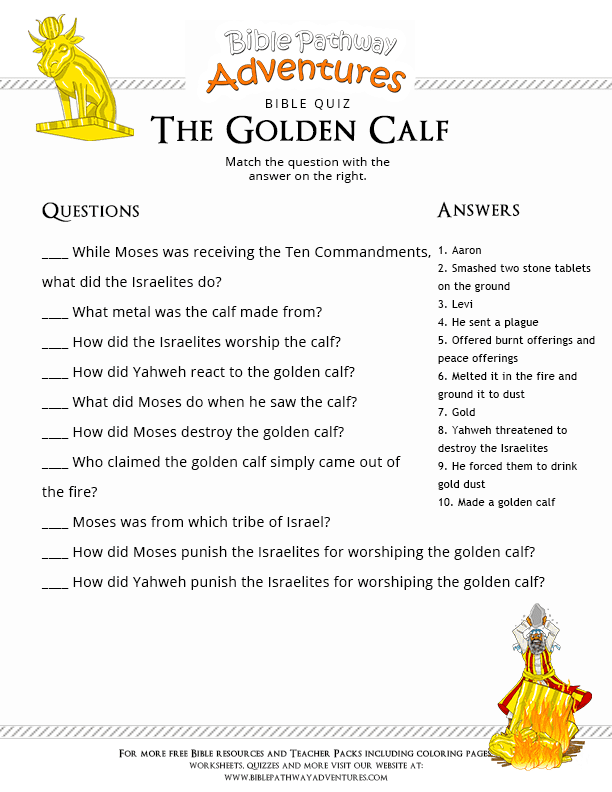 Bible Pathway
Adventures
BIBLE QUIZ
THE GOLDEN CALF
Match the question with the
answer on the right.
QUESTIONS
____ While Moses was receiving the Ten Commandments,
what did the Israelites do?
____ What metal was the calf made from?
____ How did the Israelites worship the calf?
____ How did Yahweh react to the golden calf?
____ What did Moses do when he saw the calf?
____ How did Moses destroy the golden calf?
____ Who claimed the golden calf simply came out of
the fire?
____ Moses was from which tribe of Israel?
____ How did Moses punish the Israelites for worshiping the golden calf?
____ How did Yahweh punish the Israelites for worshiping the golden calf?
ANSWERS
1. Aaron
2. Smashed two stone tablets
on the ground
3. Levi
4. He sent a plague
5. Offered burnt offerings and
peace offerings
6. Melted it in the fire and
ground it to dust
7. Gold
8. Yahweh threatened to
destroy the Israelites
9. He forced them to drink
gold dust
10. Made a golden calf
FOR MORE FREE BIBLE RESOURCES AND TEACHER PACKS INCLUDING COLORING PAGES,
WORKSHEETS, QUIZZES AND MORE VISIT OUR WEBSITE AT:
WWW.BIBLEPATHWAYADVENTURES.COM